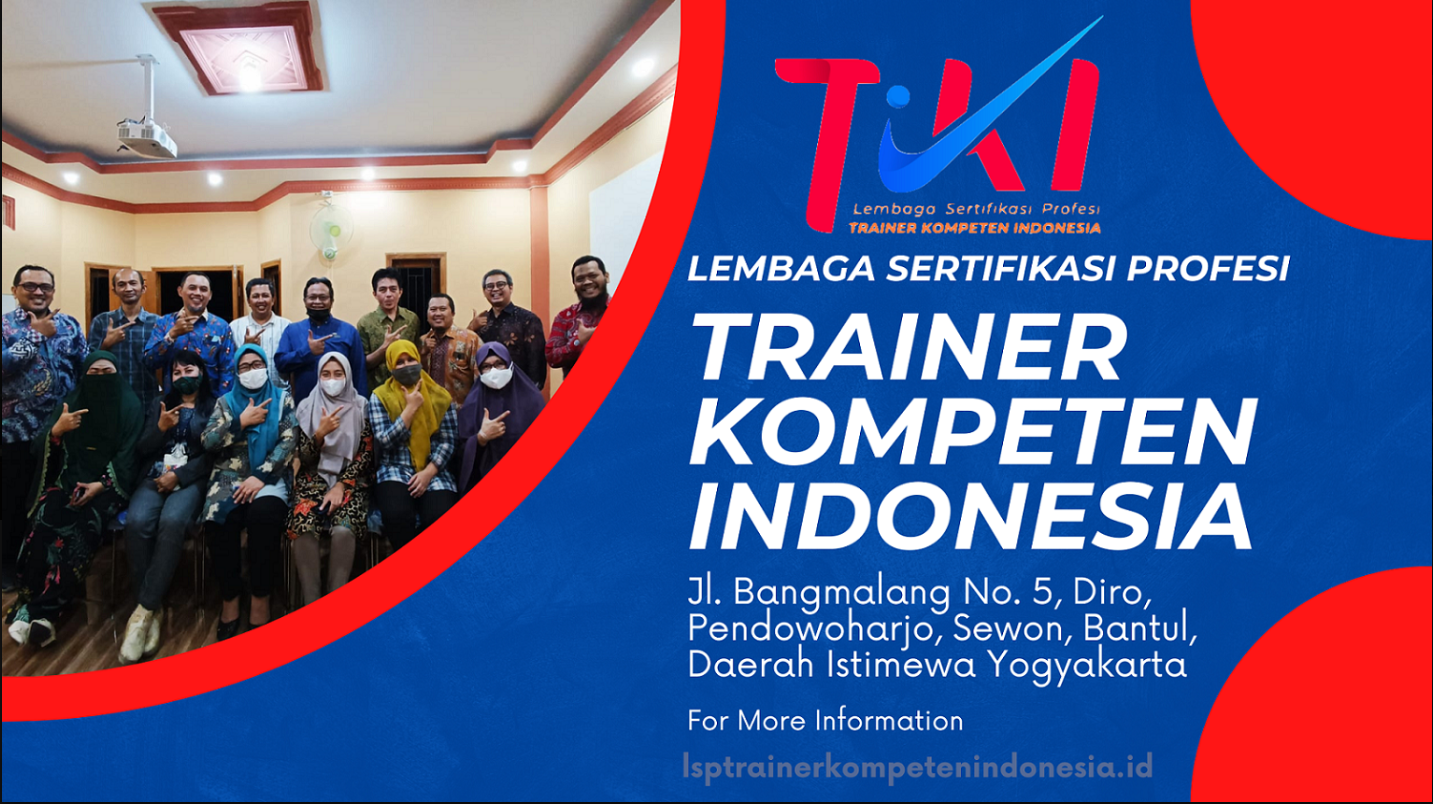 TiKI
Lembaga Sertifikasi Profesi
TRAINER KOMPETEN INDONESIA
LEMBAGA SERTIFIKASI PROFESI
TRAINER
KOMPETEN
INDONESIA
Jl. Bangmalang No. 5, Diro,
Pendowoharjo, Sewon, Bantul,
Daerah Istimewa Yogyakarta
For More Information
lsptrainerkompetenindonesia.id